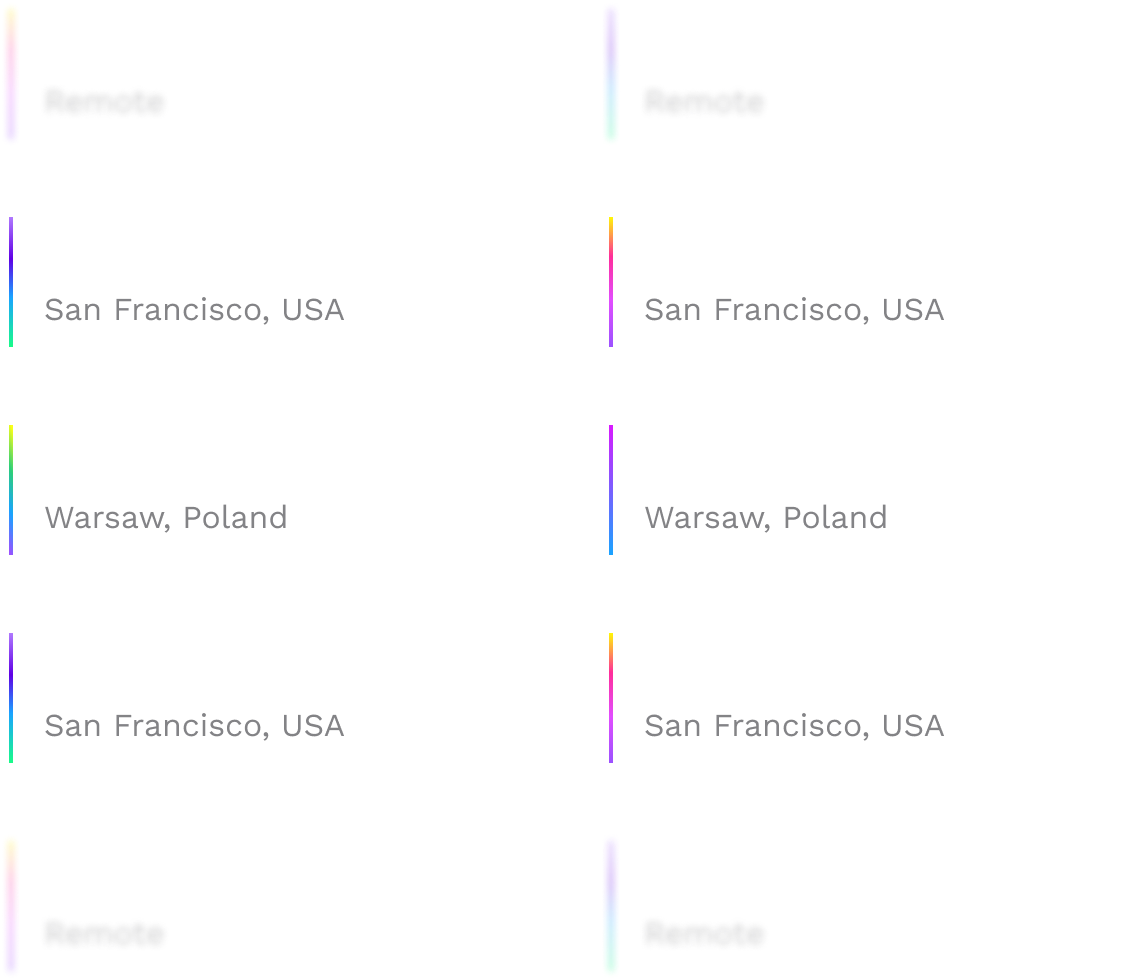 Remote Remote
San Francisco, USA San Francisco, USA
Warsaw, Poland Warsaw, Poland
San Francisco, USA San Francisco, USA
Remote Remote